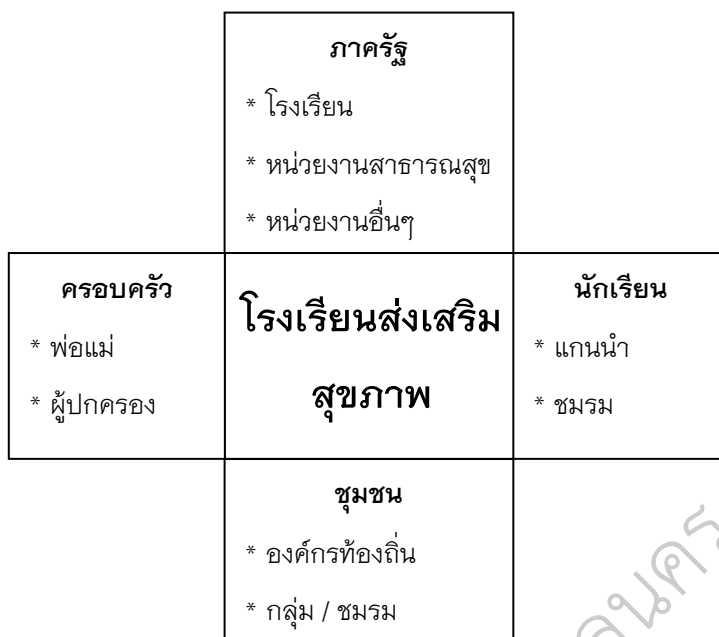 ภาครัฐ
* โรงเรียน
* หน่วยงานสาธารณสุข
* หน่วยงานอื่นๆ
ครอบครัว
* พ่อแม่
* ผู้ปกครอง
โรงเรียนส่งเสริม
สุขภาพ
นักเรียน
* แกนนำ
* ชมรม
ชุมชน
* องค์กรท้องถิ่น
* กลุ่ม / ชมรม